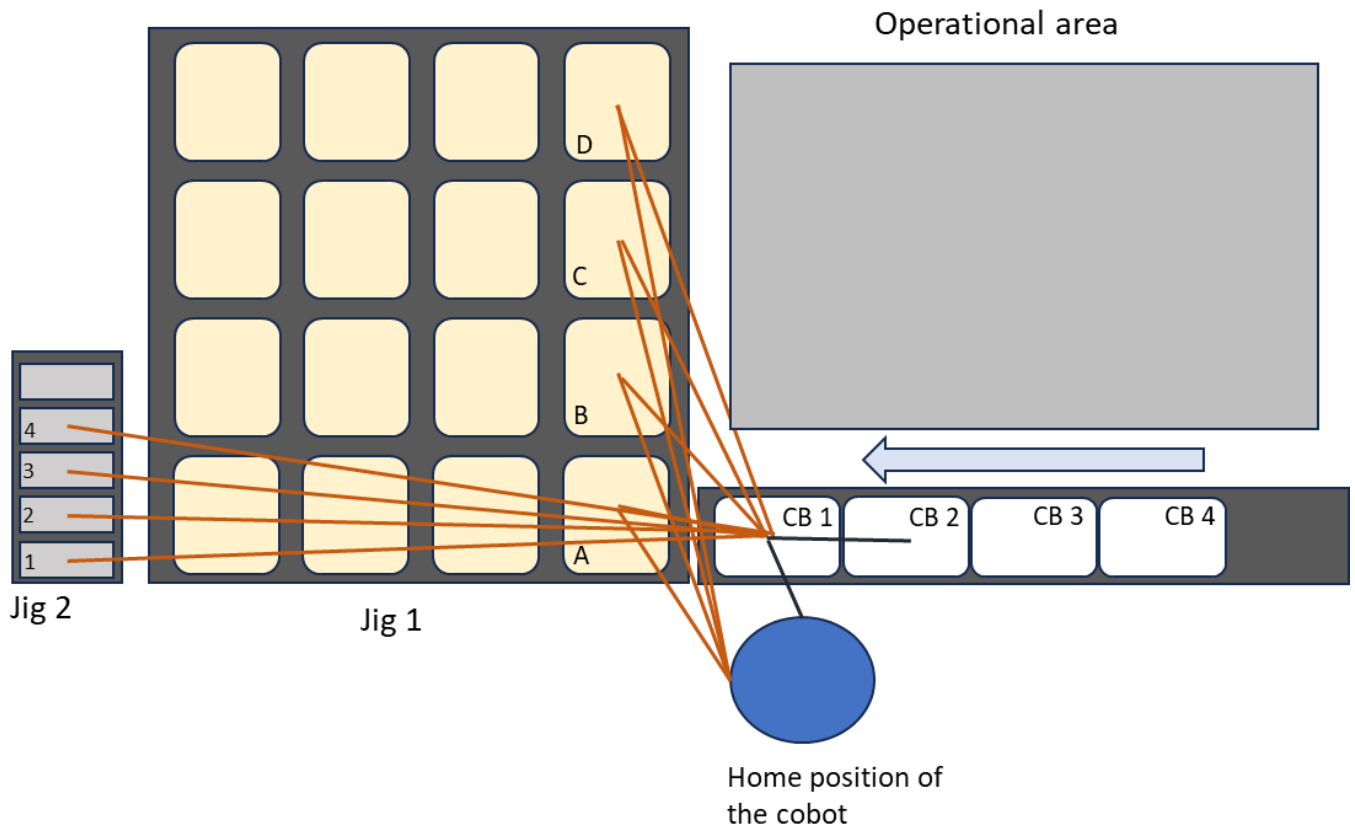 Operational area
D
C
B
4
3
2
1
A
CB 1
CB 2
CB 3
CB 4
Jig 2
Jig 1
Home position of
the cobot